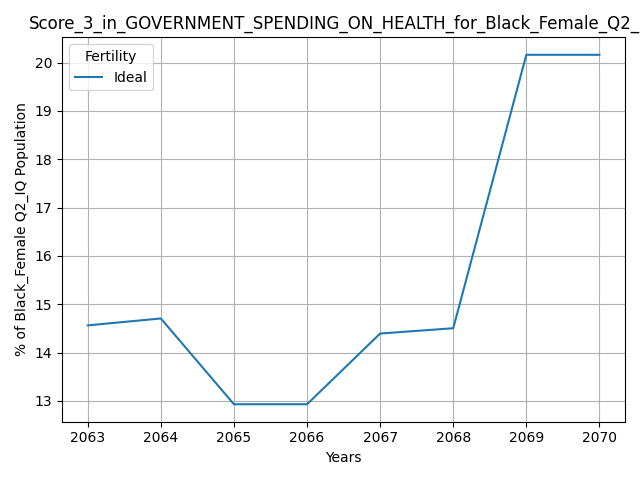 Score_3_in_GOVERNMENT_SPENDING_ON_HEALTH_for_Black_Female_Q2_
Fertility
Ideal
% of Black_Female Q2_IQ Population
20
19
18
17
16
15
14
13
2063 2064 2065 2066 2067 2068 2069 2070
Years